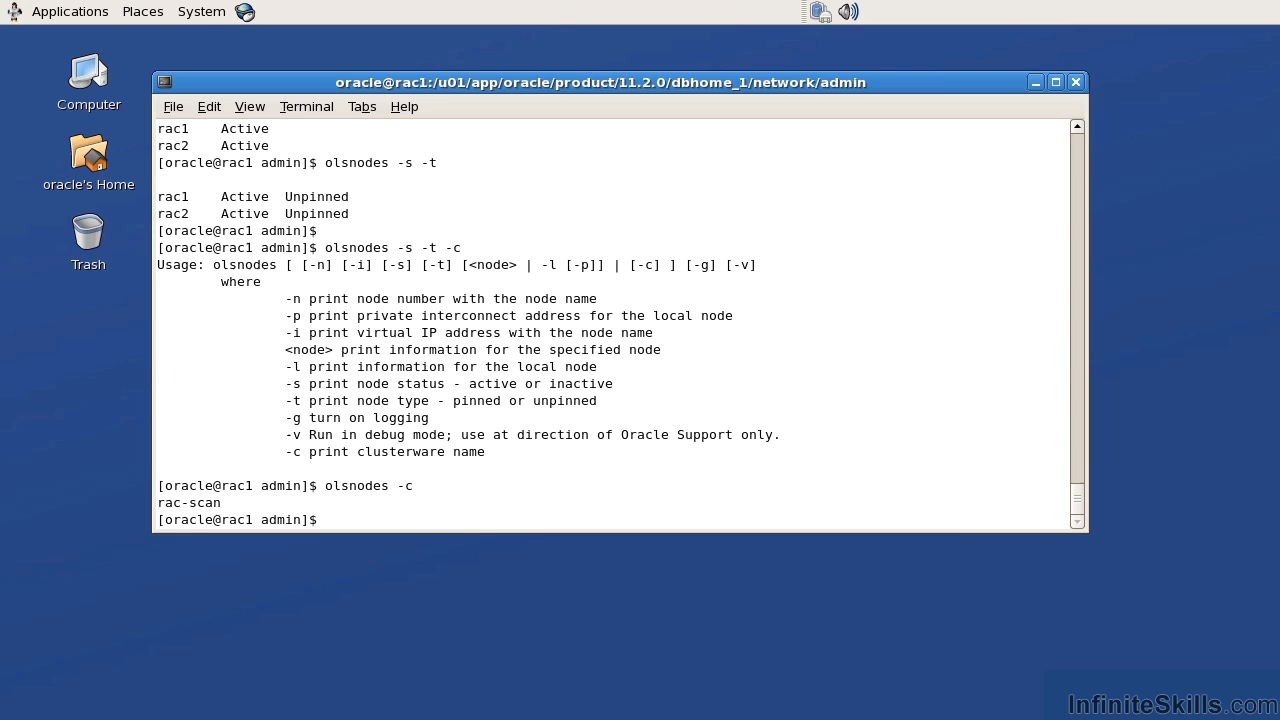 Applications Places System
Computer
oracle's Home
Trash
oracle@rac1:/u01/app/oracle/product/11.2.0/dbhome_1/network/admin
File Edit View Terminal Tabs Help
rac1    Active
rac2    Active
[oracle@rac1 admin]$ olsnodes -s -t
rac1    Active  Unpinned
rac2    Active  Unpinned
[oracle@rac1 admin]$
[oracle@rac1 admin]$ olsnodes -s -t -c
Usage: olsnodes [ [-n] [-i] [-s] [-t] [<node> | -l [-p]] | [-c] ] [-g] [-v]
where
-n print node number with the node name
-p print private interconnect address for the local node
-i print virtual IP address with the node name
<node> print information for the specified node
-l print information for the local node
-s print node status - active or inactive
-t print node type - pinned or unpinned
-g turn on logging
-v Run in debug mode; use at direction of Oracle Support only.
-c print clusterware name
[oracle@rac1 admin]$ olsnodes -c
rac-scan
[oracle@rac1 admin]$
InfiniteSkills.com